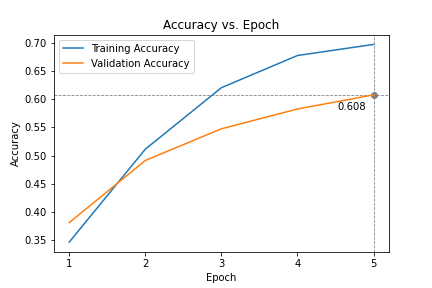 Accuracy vs. Epoch
Training Accuracy
Validation Accuracy
0.70
0.65
0.60
0.55
0.50
0.45
0.40
0.35
Accuracy
0.608
1 2 3 4 5
Epoch